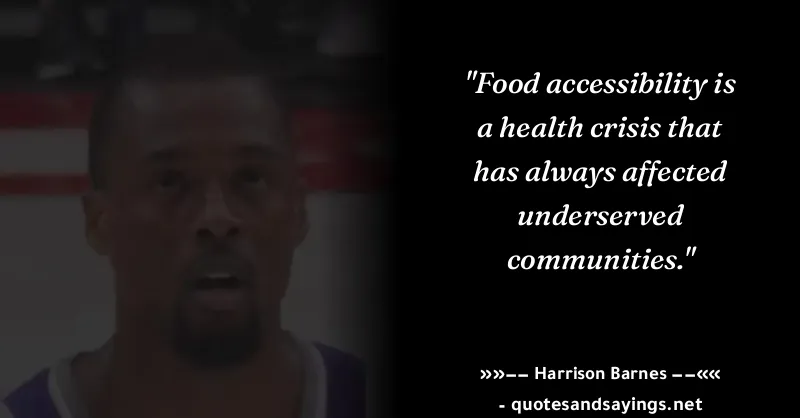 "Food accessibility is
a health crisis that
has always affected
underserved
communities."
»»–– Harrison Barnes ––««
- quotesandsayings.net